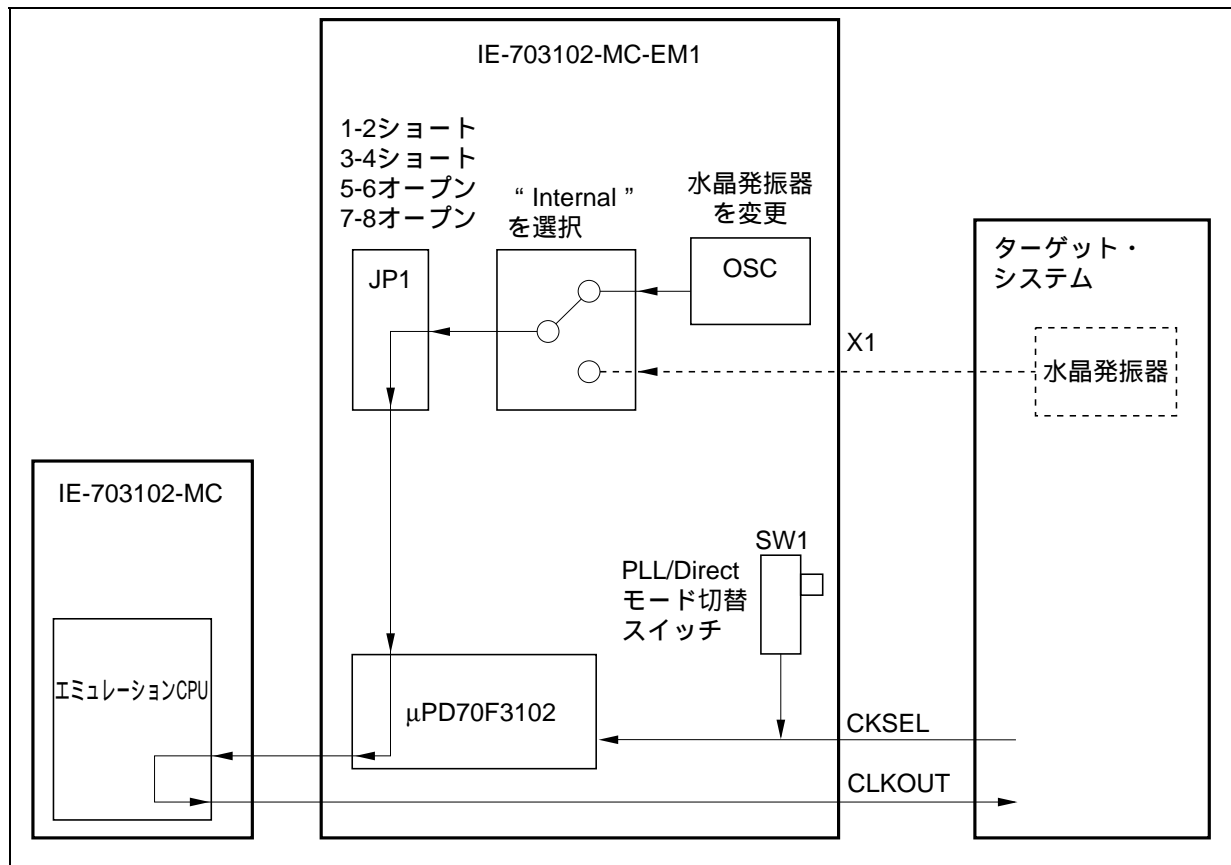 IE-703102-MC-EM1
1-2ショート
3-4ショート
5-6オープン
7-8オープン
“ Internal ”
を選択
水晶発振器
を変更
JP1
OSC
ターゲット・
システム
X1
水晶発振器
IE-703102-MC
エミュレーションCPU
SW1
PLL/Direct
モード切替
スイッチ
μPD70F3102
CKSEL
CLKOUT